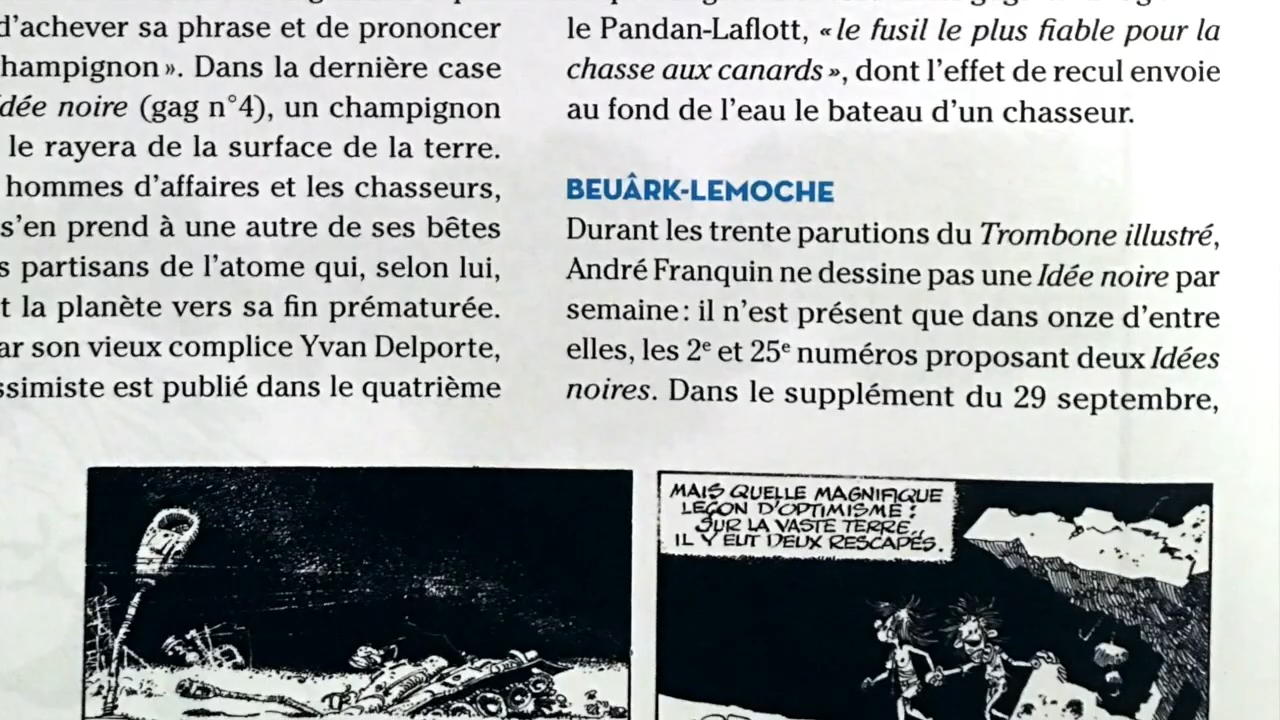 d'achever sa phrase et de prononcer
hampignon ». Dans la dernière case
dée noire (gag n°4), un champignon
le rayera de la surface de la terre.
hommes d'affaires et les chasseurs,
s'en prend à une autre de ses bêtes
s partisans de l'atome qui, selon lui,
t la planète vers sa fin prématurée.
ar son vieux complice Yvan Delporte,
ssimiste est publié dans le quatrième
le Pandan-Laflott, « le fusil le plus fiable pour la
chasse aux canards », dont l'effet de recul envoie
au fond de l'eau le bateau d'un chasseur.
BEUÂRK-LEMOCHE
Durant les trente parutions du Trombone illustré,
André Franquin ne dessine pas une Idée noire par
semaine : il n'est présent que dans onze d'entre
elles, les 2e et 25e numéros proposant deux Idées
noires. Dans le supplément du 29 septembre,
MAIS QUELLE MAGNIFIQUE
LEÇON D'OPTIMISME :
SUR LA VASTE TERRE..
IL Y EUT DEUX RESCAPÉS.